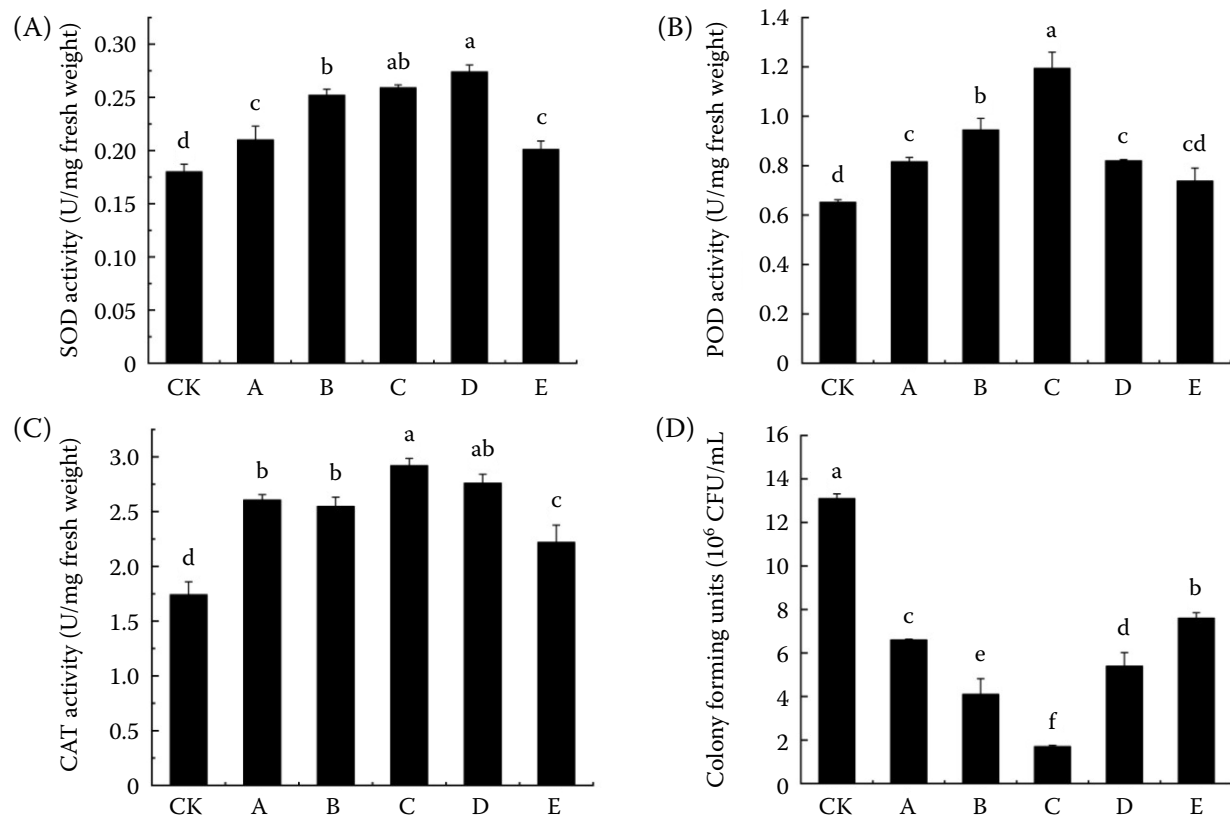 (A)
SOD activity (U/mg fresh weight)
0.30
0.25
0.20
0.15
0.10
0.05
0
d
c
b
ab
a
c
CK A B C D E
(B)
POD activity (U/mg fresh weight)
1.4
1.2
1.0
0.8
0.6
0.4
0.2
0
d
c
b
a
c
cd
CK A B C D E
(C)
CAT activity (U/mg fresh weight)
3.0
2.5
2.0
1.5
1.0
0.5
0
d
b
b
a
ab
c
CK A B C D E
(D)
Colony forming units (10⁶ CFU/mL
16
14
12
10
8
6
4
2
0
a
c
e
f
d
b
CK A B C D E